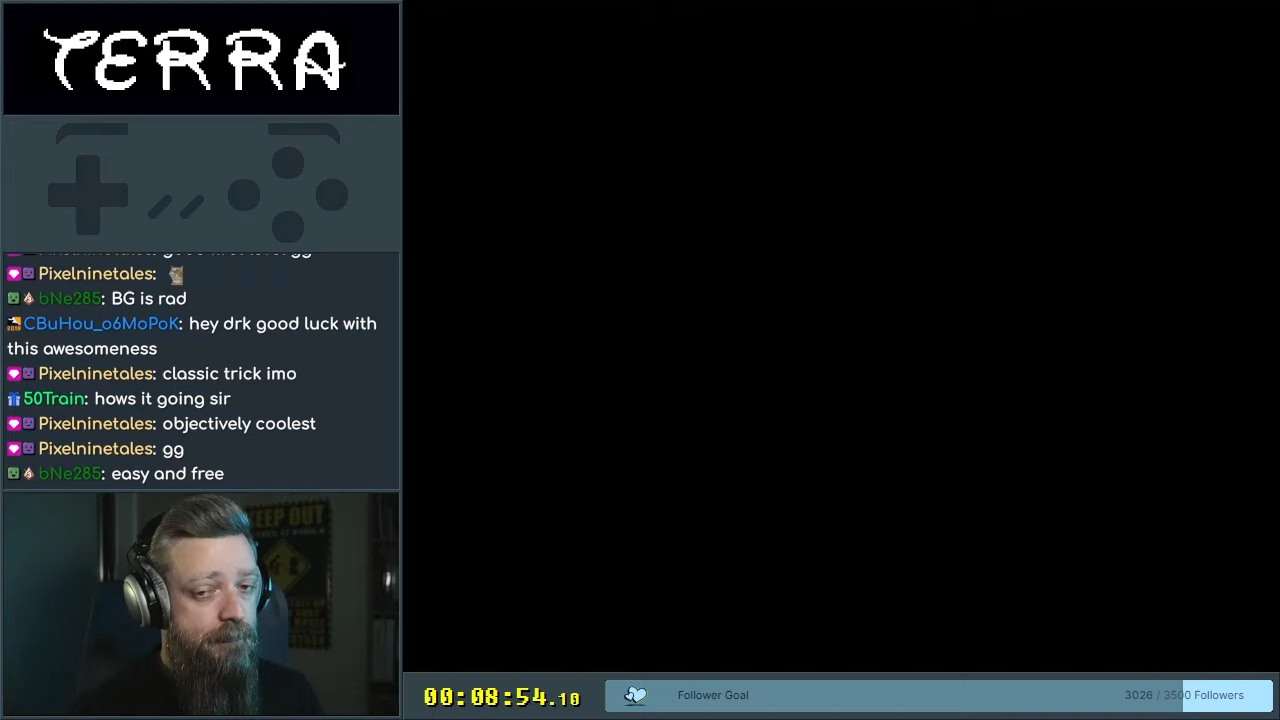 TERRA
Pixelninetales:
bNe285: BG is rad
CBuHou_o6MoPoK: hey drk good luck with
this awesomeness
Pixelninetales: classic trick imo
50Train: hows it going sir
Pixelninetales: objectively coolest
Pixelninetales: gg
bNe285: easy and free
KEEP OUT
00:08:54.10
Follower Goal
3026 / 3500 Followers